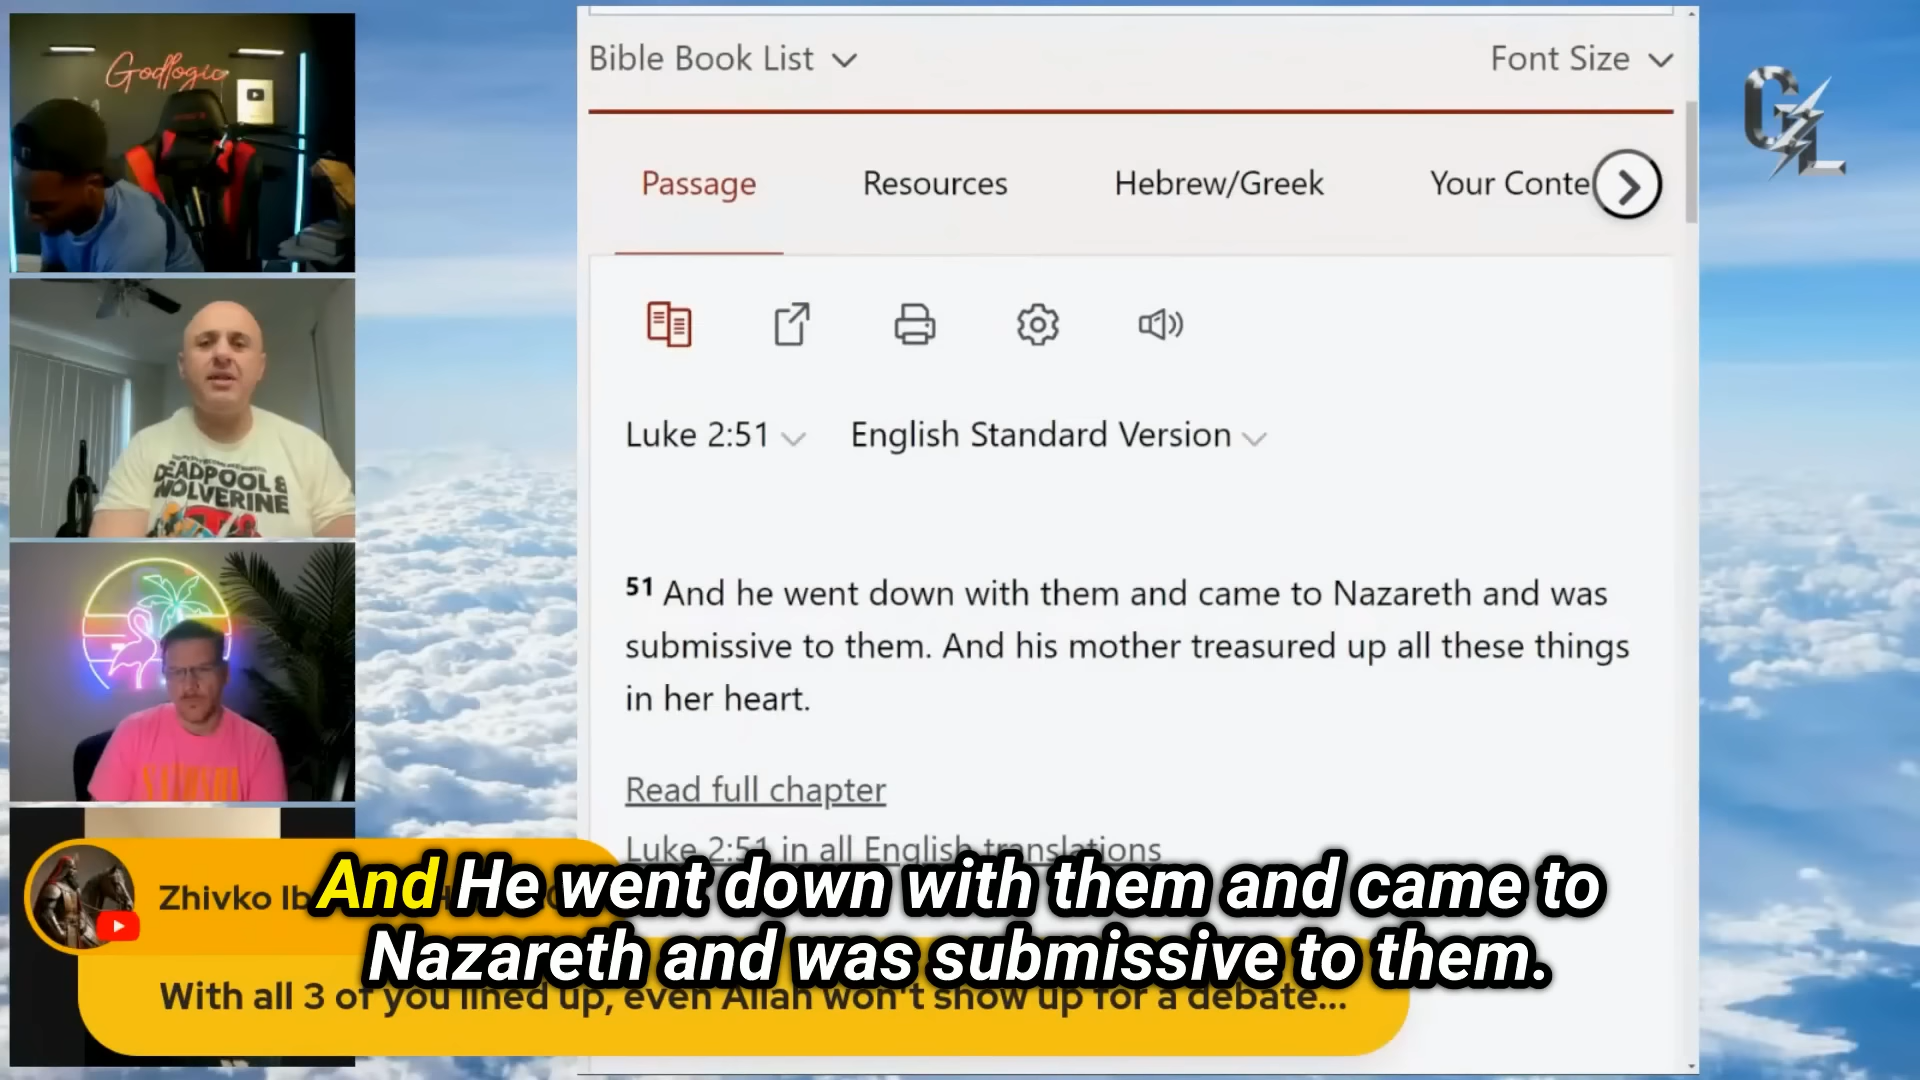 Godlogic
DEADPOOL &
WOLVERINE
Bible Book List
Font Size
GL
Passage
Resources
Hebrew/Greek
Your Conte
Luke 2:51
English Standard Version
51 And he went down with them and came to Nazareth and was
submissive to them. And his mother treasured up all these things
in her heart.
Read full chapter
Luke 2:51 in all English translations
Zhivko Ib
And He went down with them and came to
Nazareth and was submissive to them.
With all 3 of you lined up, even Allah won't show up for a debate...